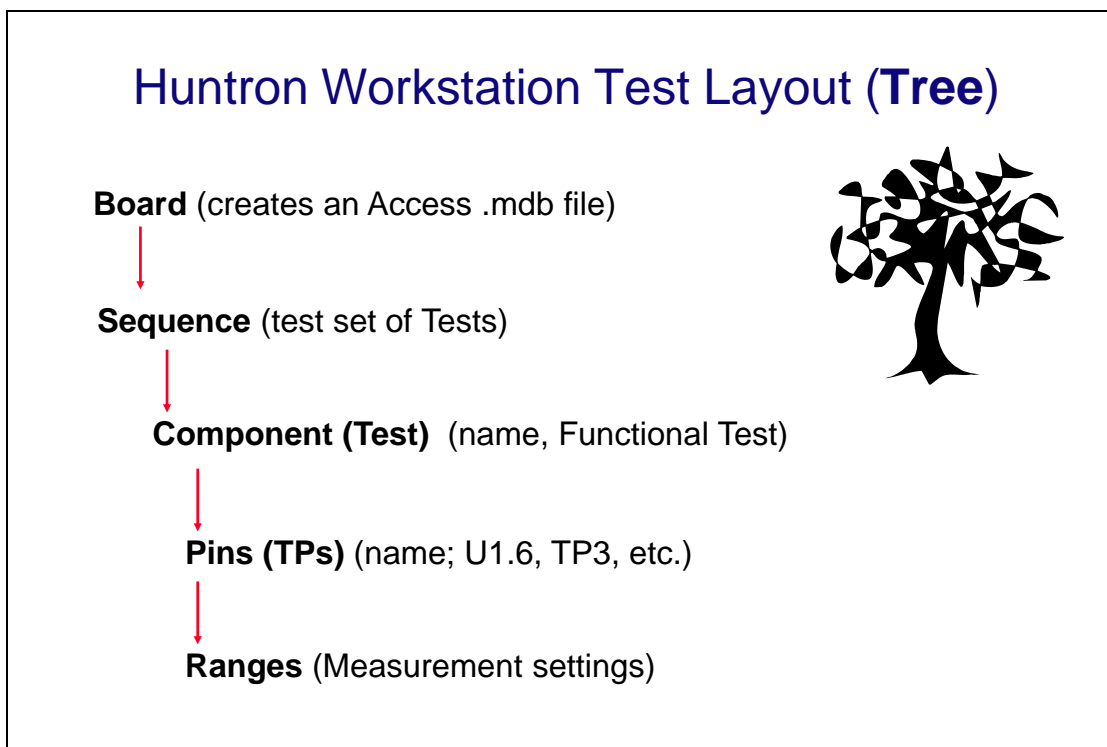 Huntron Workstation Test Layout (Tree)
Board (creates an Access .mdb file)
Sequence (test set of Tests)
Component (Test)  (name, Functional Test)
Pins (TPs) (name; U1.6, TP3, etc.)
Ranges (Measurement settings)